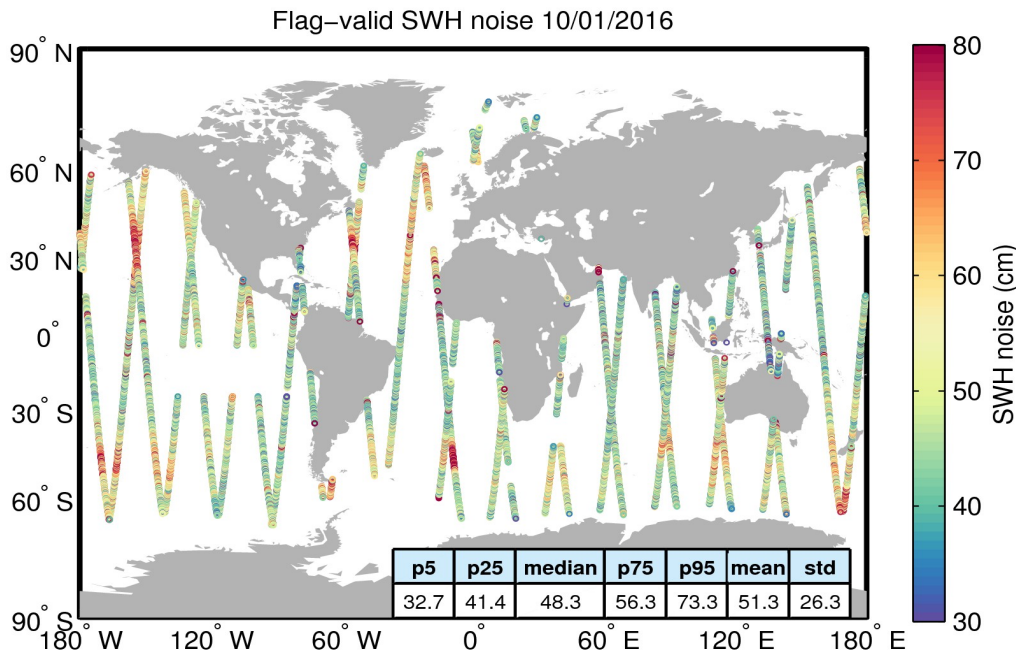 Flag−valid SWH noise 10/01/2016
90° N
60° N
30° N
0°
30° S
60° S
90° S
180° W
120° W
60° W
0°
60° E
120° E
180° E
80
70
60
50
40
30
SWH noise (cm)
p5 p25 median p75 p95 mean std
32.7 41.4 48.3 56.3 73.3 51.3 26.3